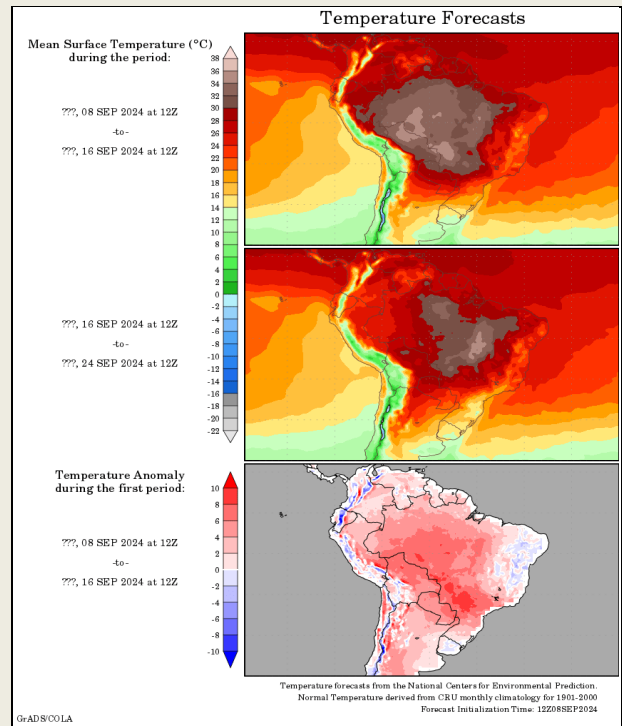 Temperature Forecasts
Mean Surface Temperature (°C)
during the period:
???, 08 SEP 2024 at 12Z
-to-
???, 16 SEP 2024 at 12Z
38
36
34
32
30
28
26
24
22
20
18
16
14
12
10
8
6
4
2
0
-2
-4
-6
-8
-10
-12
-14
-16
-18
-20
-22
???, 16 SEP 2024 at 12Z
-to-
???, 24 SEP 2024 at 12Z
Temperature Anomaly
during the first period:
???, 08 SEP 2024 at 12Z
-to-
???, 16 SEP 2024 at 12Z
10
8
6
4
2
0
-2
-4
-6
-8
-10
Temperature forecasts from the National Centers for Environmental Prediction.
Normal Temperature derived from CRU monthly climatology for 1901-2000
Forecast Initialization Time: 12Z08SEP2024
GrADS/COLA